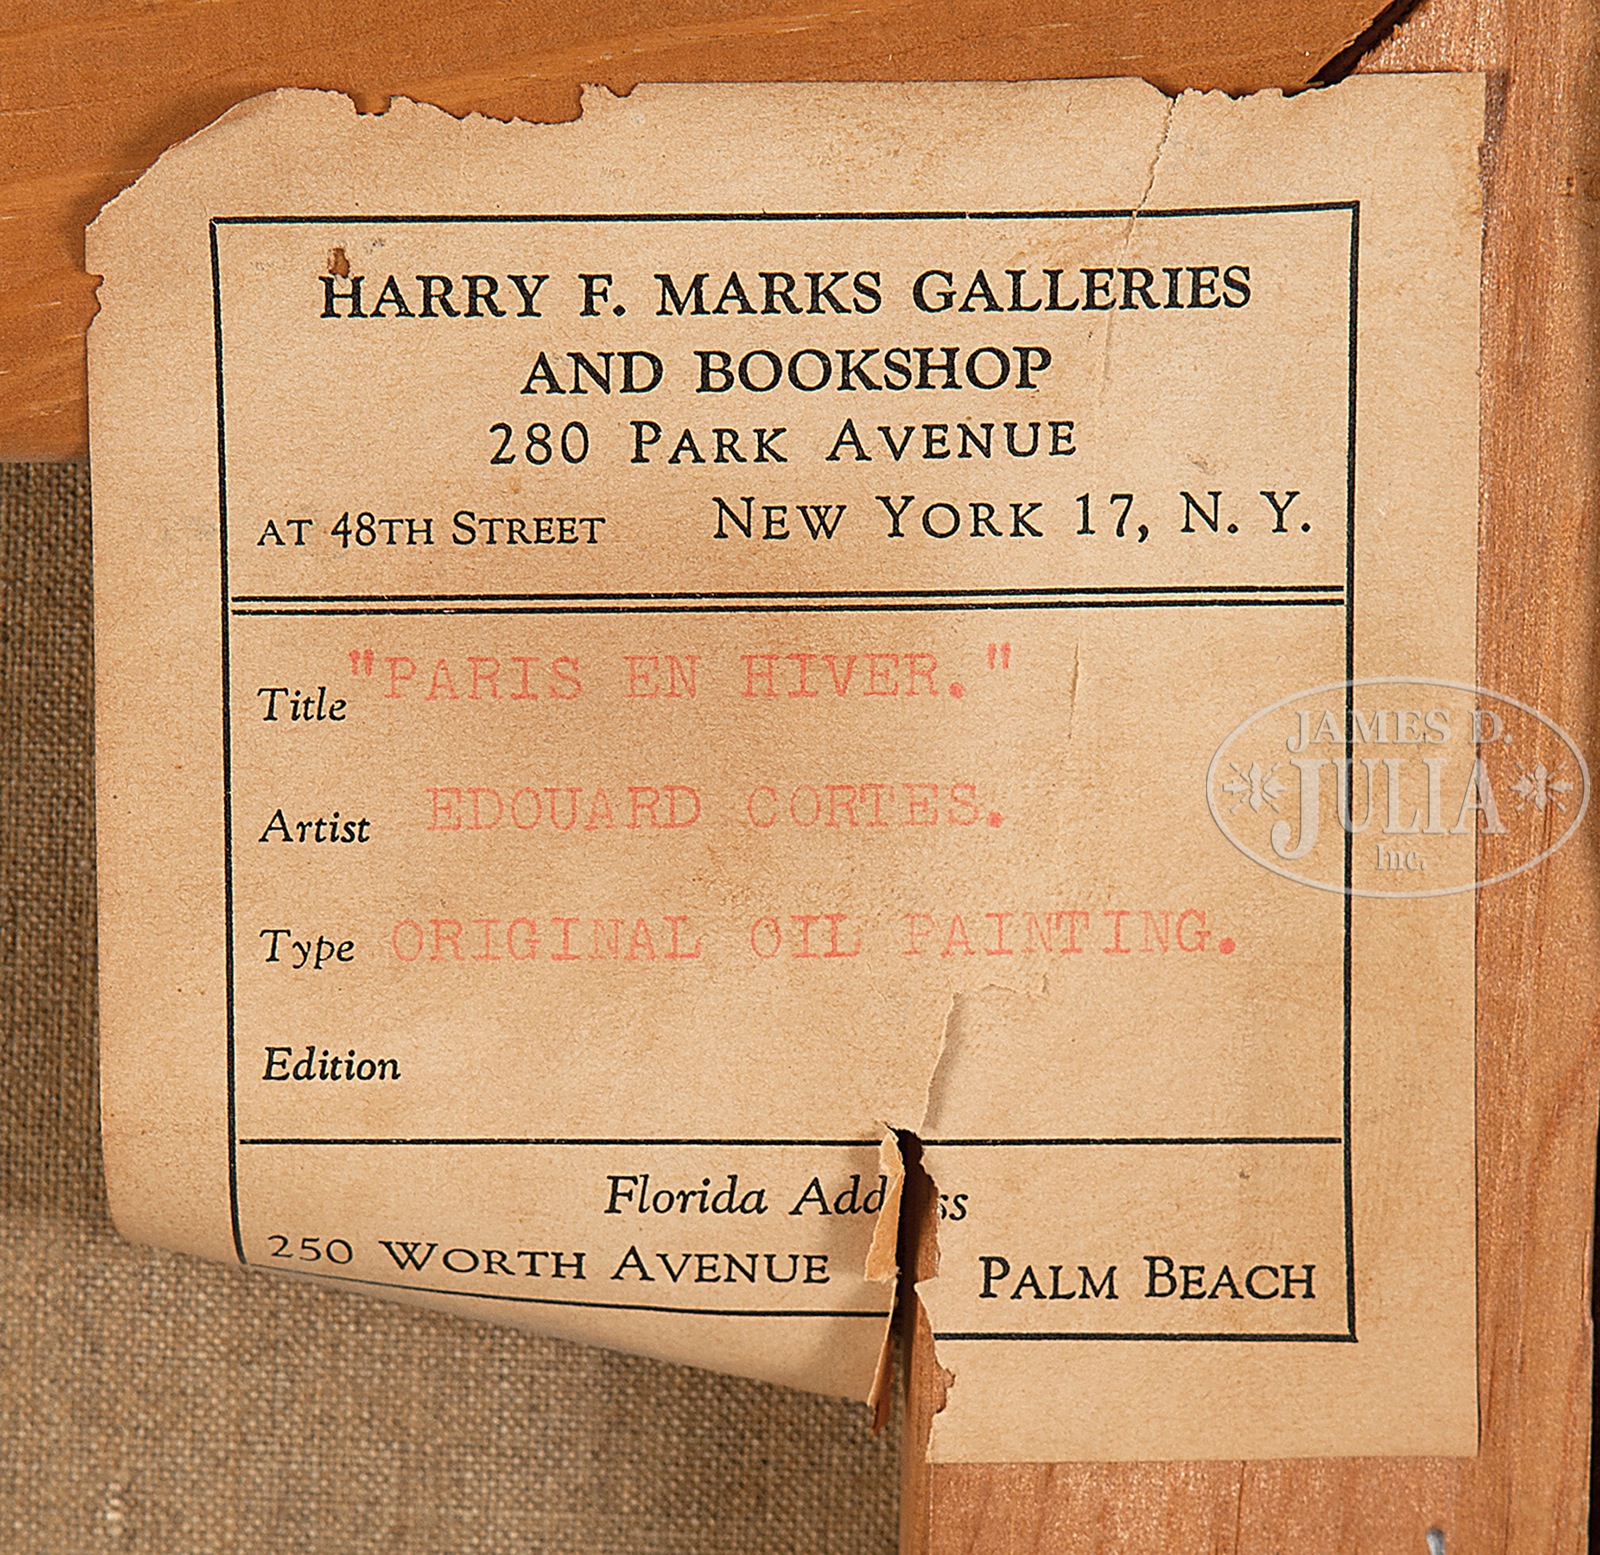 HARRY F. MARKS GALLERIES
AND BOOKSHOP
280 PARK AVENUE
AT 48TH STREET NEW YORK 17, N. Y.
Title "PARIS EN HIVER."
Artist EDOUARD CORTES.
Type ORIGINAL OIL PAINTING.
Edition
Florida Add ss
250 WORTH AVENUE PALM BEACH
JAMES D.
JULIA
Inc.